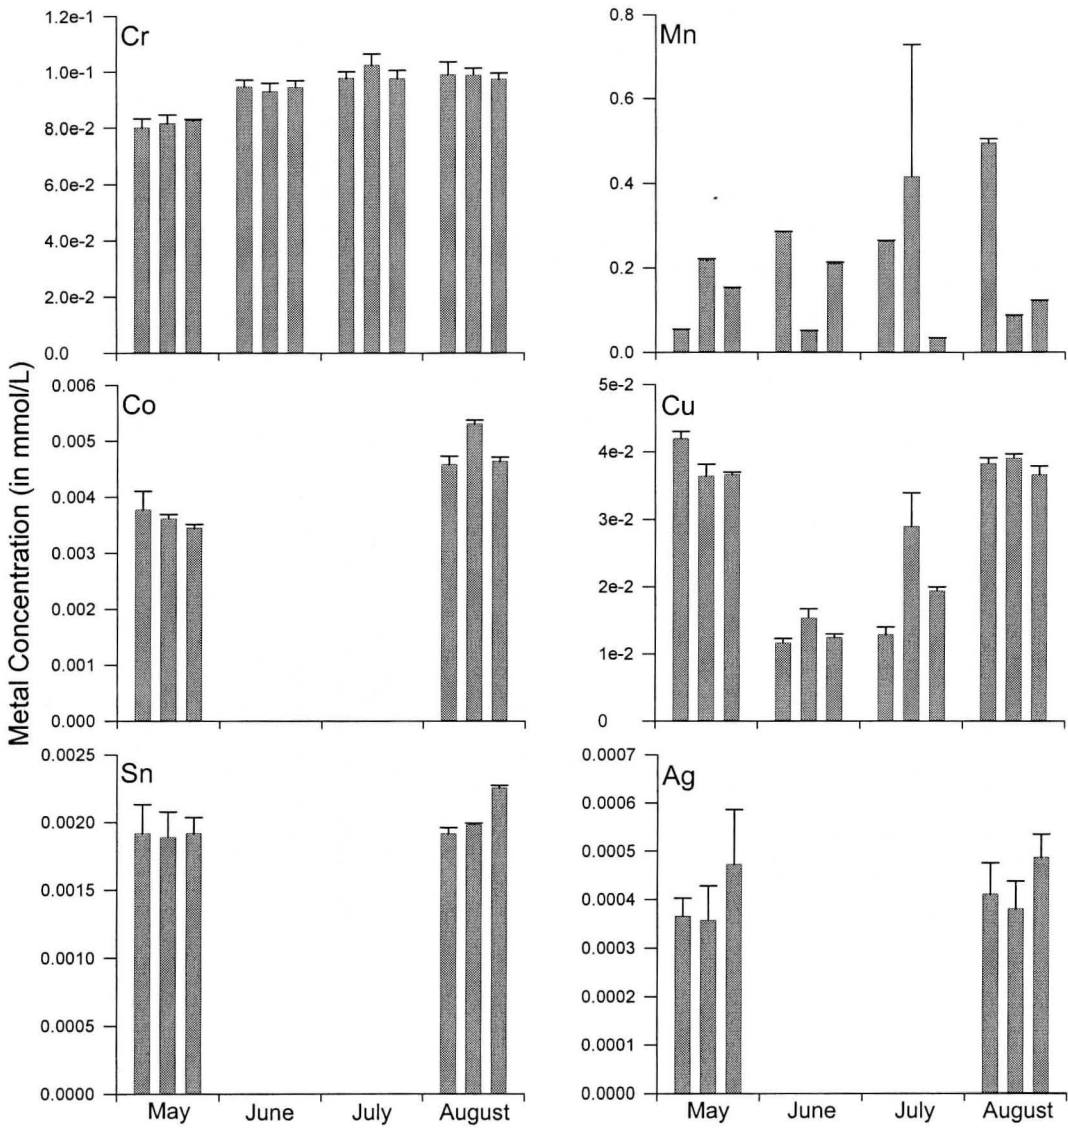 Metal Concentration (in mmol/L)
Cr
1.2e-1
1.0e-1
8.0e-2
6.0e-2
4.0e-2
2.0e-2
0.0
Mn
0.8
0.6
0.4
0.2
0.0
Co
0.006
0.005
0.004
0.003
0.002
0.001
0.000
Cu
5e-2
4e-2
3e-2
2e-2
1e-2
0
Sn
0.0025
0.0020
0.0015
0.0010
0.0005
0.0000
May June July August
Ag
0.0007
0.0006
0.0005
0.0004
0.0003
0.0002
0.0001
0.0000
May June July August